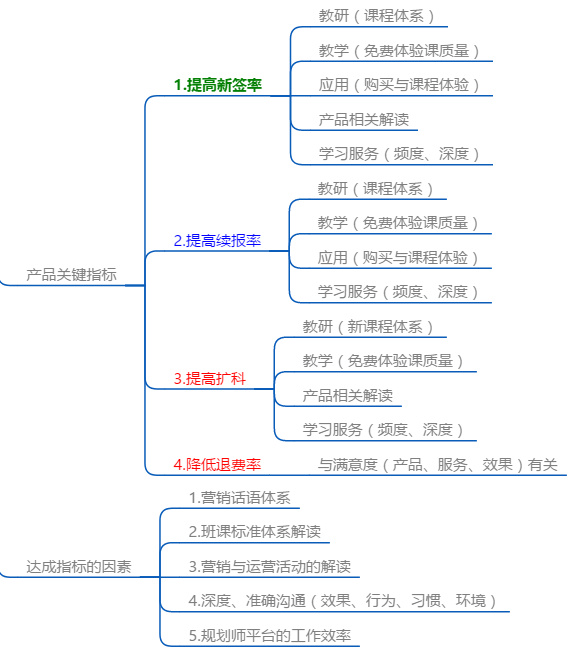 产品关键指标
1.提高新签率
教研（课程体系）
教学（免费体验课质量）
应用（购买与课程体验）
产品相关解读
学习服务（频度、深度）
2.提高续报率
教研（课程体系）
教学（免费体验课质量）
应用（购买与课程体验）
学习服务（频度、深度）
3.提高扩科
教研（新课程体系）
教学（免费体验课质量）
产品相关解读
学习服务（频度、深度）
4.降低退费率
与满意度（产品、服务、效果）有关
达成指标的因素
1.营销话语体系
2.班课标准体系解读
3.营销与运营活动的解读
4.深度、准确沟通（效果、行为、习惯、环境）
5.规划师平台的工作效率